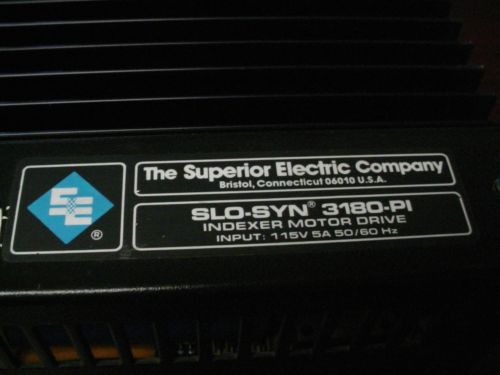 SE
®
The Superior Electric Company
Bristol, Connecticut 06010 U.S.A.
SLO-SYN® 3180-PI
INDEXER MOTOR DRIVE
INPUT: 115V 5A 50/60 Hz